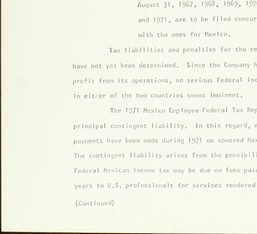 August 31, 1967, 1968, 1969, 197
and 1971, are to be filed concur
with the ones for Mexico.
Tax liabilities and penalties for the re
have not yet been determined. Since the Company h
profit from its operations, no serious Federal inc
in either of the two countries seems imminent.
The 1971 Mexico Employee Federal Tax Rep
principal contingent liability. In this regard, n
payments have been made during 1971 on covered Mex
The contingent liability arises from the possibili
Federal Mexican income tax may be due on fees paid
years to U.S. professionals for services rendered
(Continued)